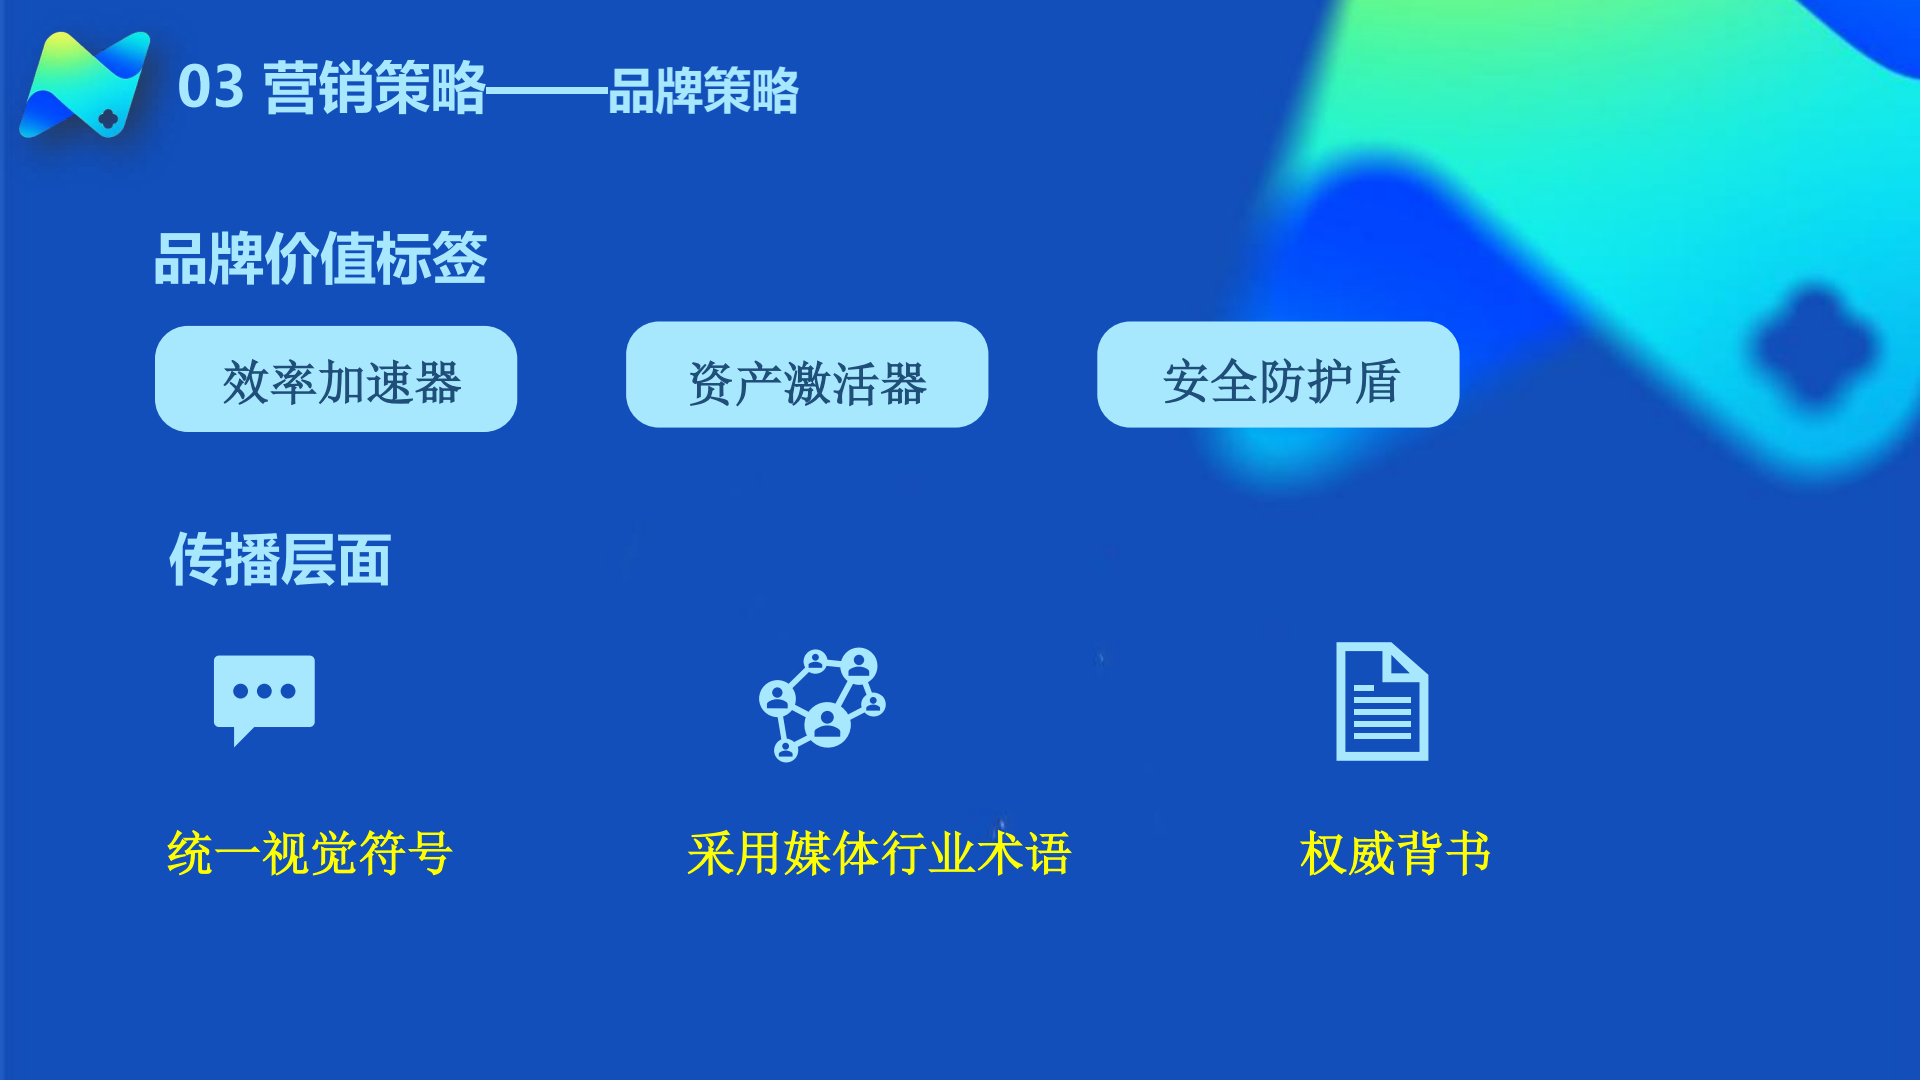 03 营销策略——品牌策略
品牌价值标签
效率加速器
资产激活器
安全防护盾
传播层面
统一视觉符号
采用媒体行业术语
权威背书